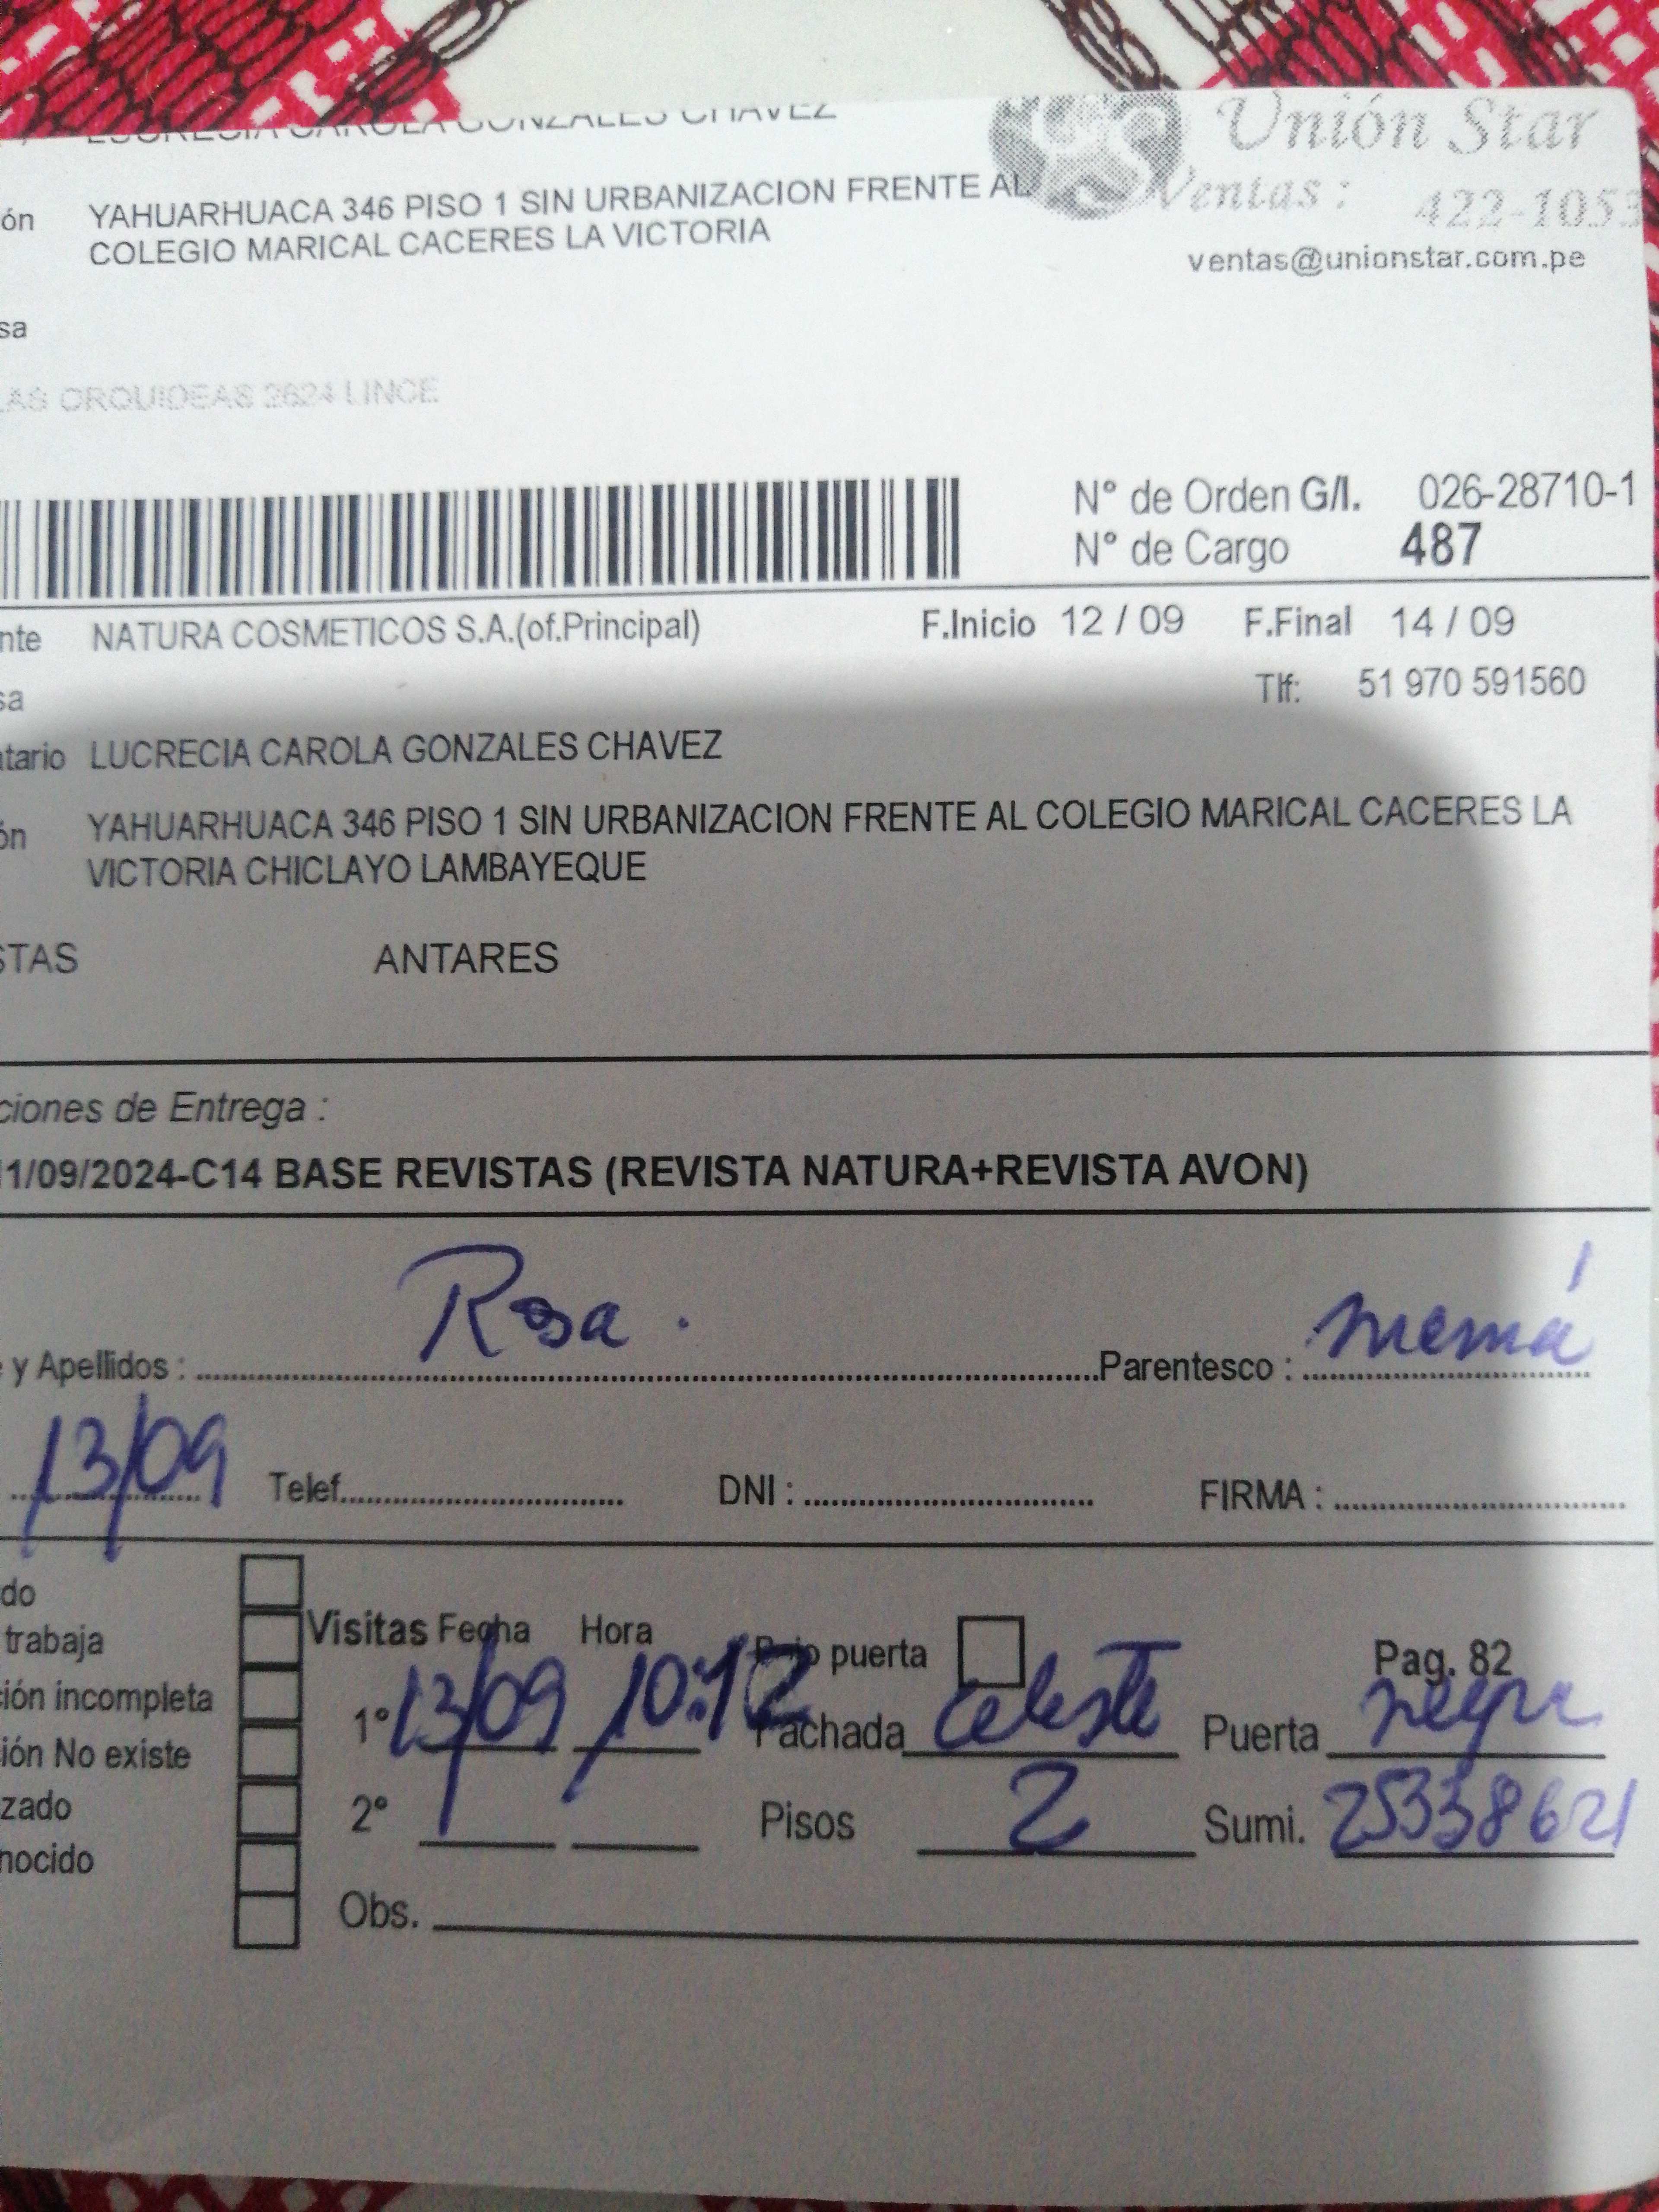 LUCRECIA CAROLA GONZALES CHAVEZ
Unión Star
ón YAHUARHUACA 346 PISO 1 SIN URBANIZACION FRENTE AL
COLEGIO MARICAL CACERES LA VICTORIA
Ventas : 422-1053
ventas@unionstar.com.pe
sa
LAS ORQUIDEAS 2624 LINCE
N° de Orden G/I. 026-28710-1
N° de Cargo 487
nte NATURA COSMETICOS S.A.(of.Principal) F.Inicio 12 / 09 F.Final 14 / 09
sa Tlf: 51 970 591560
atario LUCRECIA CAROLA GONZALES CHAVEZ
ón YAHUARHUACA 346 PISO 1 SIN URBANIZACION FRENTE AL COLEGIO MARICAL CACERES LA
VICTORIA CHICLAYO LAMBAYEQUE
STAS ANTARES
ciones de Entrega :
11/09/2024-C14 BASE REVISTAS (REVISTA NATURA+REVISTA AVON)
y Apellidos : Rosa . Parentesco : mamá
13/09 Telef. DNI : FIRMA :
do
trabaja
ción incompleta
ción No existe
zado
nocido
Visitas Fecha Hora Bajo puerta Pag. 82
1° 13/09 10:12 Fachada celeste Puerta negra
2° Pisos 2 Sumi. 25338621
Obs.